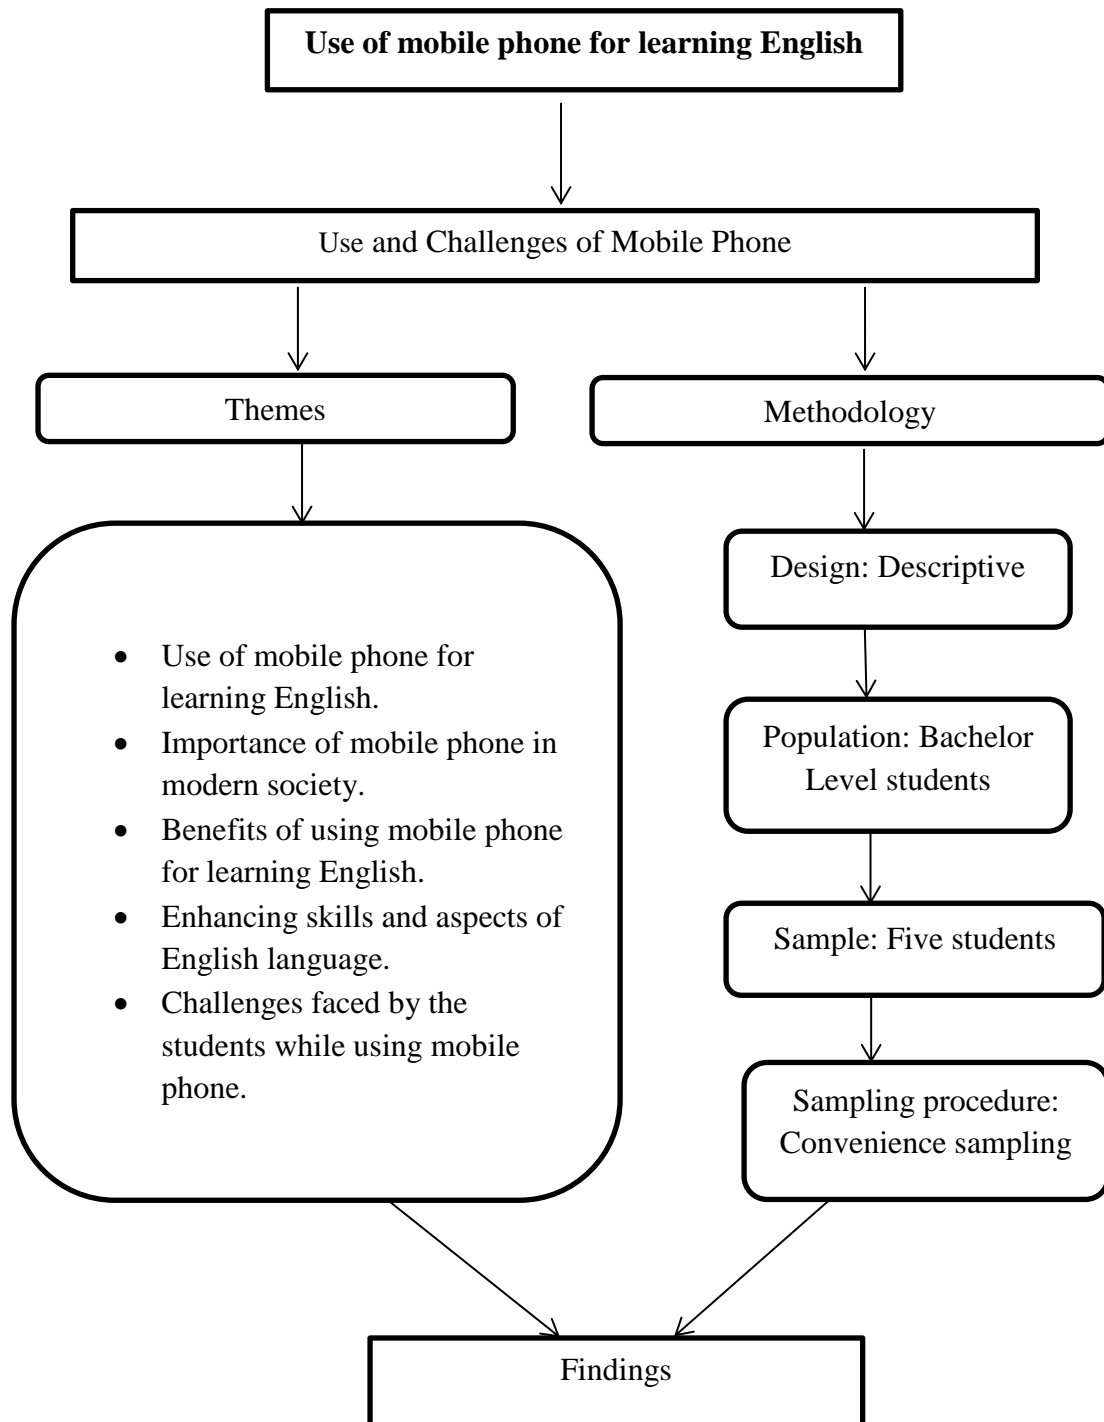 Use of mobile phone for learning English
Use and Challenges of Mobile Phone
Themes
Methodology
• Use of mobile phone for
learning English.
• Importance of mobile phone in
modern society.
• Benefits of using mobile phone
for learning English.
• Enhancing skills and aspects of
English language.
• Challenges faced by the
students while using mobile
phone.
Design: Descriptive
Population: Bachelor
Level students
Sample: Five students
Sampling procedure:
Convenience sampling
Findings